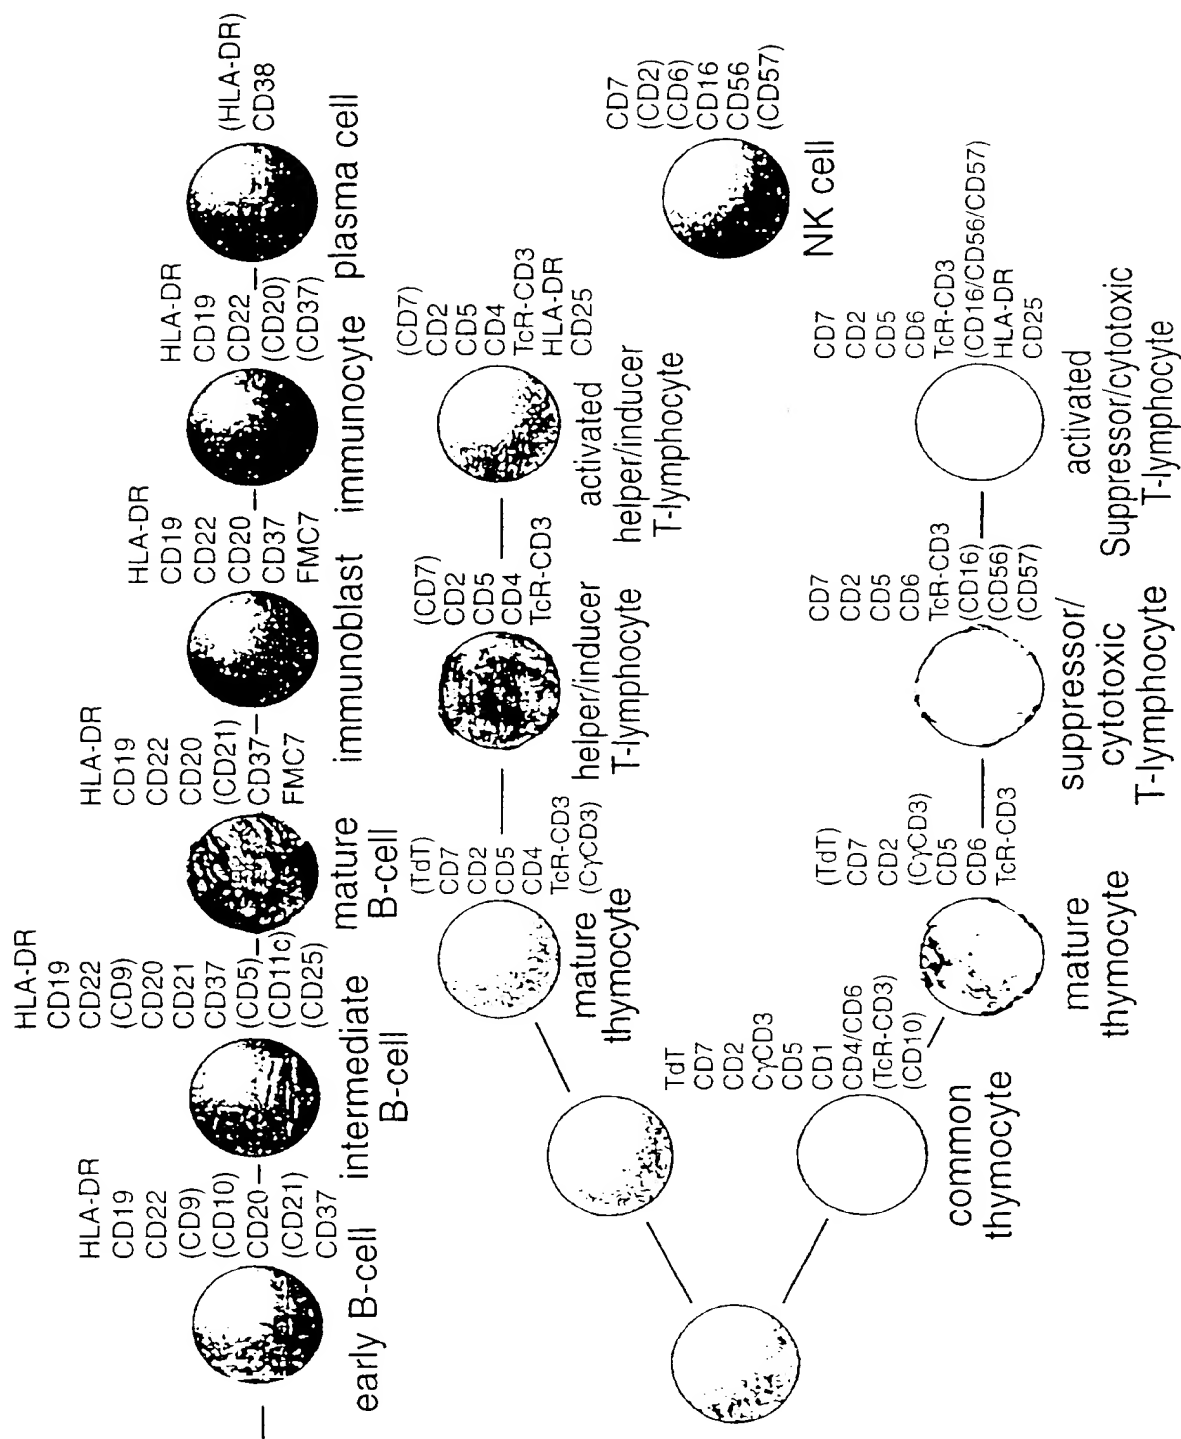 HLA-DR
CD19
CD22
(CD9)
(CD10)
CD20
(CD21)
CD37
early B-cell
HLA-DR
CD19
CD22
(CD9)
CD20
CD21
CD37
(CD5)
(CD11c)
(CD25)
intermediate
B-cell
HLA-DR
CD19
CD22
CD20
(CD21)
CD37
FMC7
mature
B-cell
HLA-DR
CD19
CD22
CD20
CD37
FMC7
immunoblast
HLA-DR
CD19
CD22
(CD20)
(CD37)
immunocyte
(HLA-DR)
CD38
plasma cell
TdT
CD7
CD2
CγCD3
CD5
CD1
CD4/CD6
(TcR-CD3)
(CD10)
common
thymocyte
(TdT)
CD7
CD2
CD5
CD4
TcR-CD3
(CγCD3)
mature
thymocyte
(CD7)
CD2
CD5
CD4
TcR-CD3
helper/inducer
T-lymphocyte
(CD7)
CD2
CD5
CD4
TcR-CD3
HLA-DR
CD25
activated
helper/inducer
T-lymphocyte
CD7
(CD2)
(CD6)
CD16
CD56
(CD57)
NK cell
(TdT)
CD7
CD2
(CγCD3)
CD5
CD6
TcR-CD3
mature
thymocyte
CD7
CD2
CD5
CD6
TcR-CD3
(CD16)
(CD56)
(CD57)
suppressor/
cytotoxic
T-lymphocyte
CD7
CD2
CD5
CD6
TcR-CD3
(CD16/CD56/CD57)
HLA-DR
CD25
activated
Suppressor/cytotoxic
T-lymphocyte